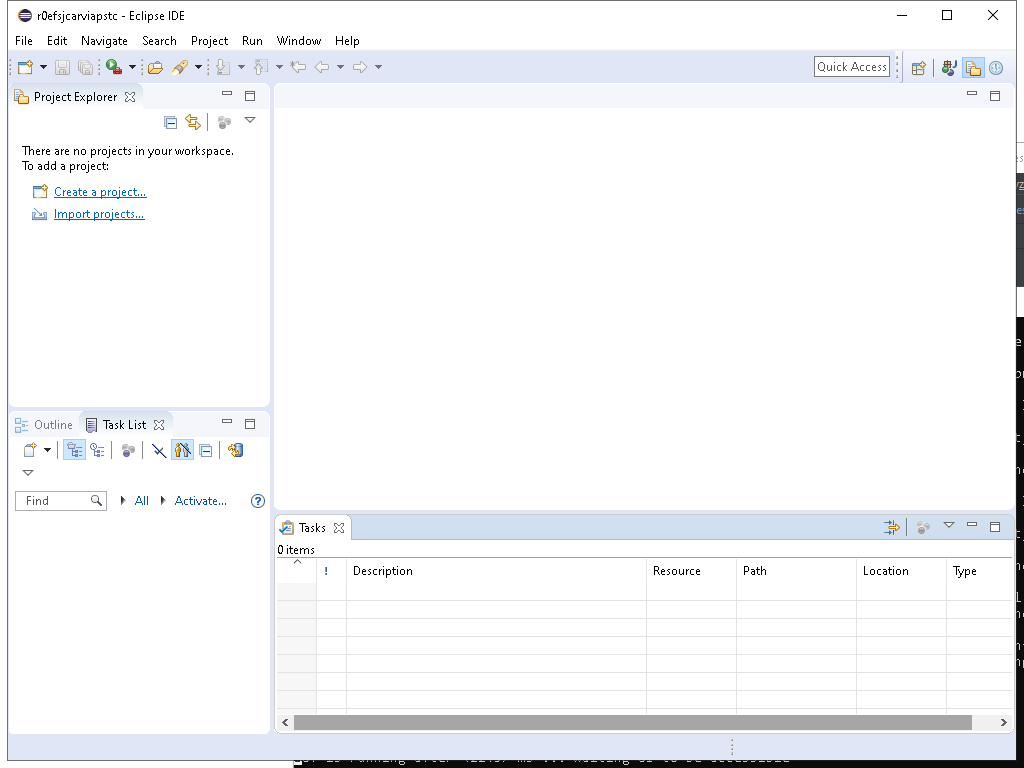 r0efsjcarviapstc - Eclipse IDE
File Edit Navigate Search Project Run Window Help
Quick Access
Project Explorer
There are no projects in your workspace.
To add a project:
Create a project...
Import projects...
Outline Task List
Find All Activate...
Tasks
0 items
! Description Resource Path Location Type